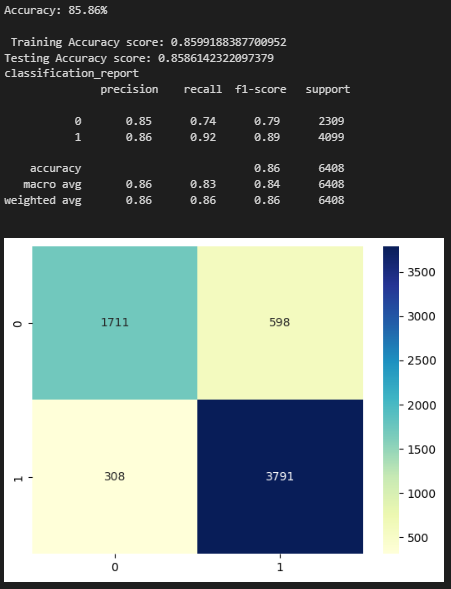 Accuracy: 85.86%
Training Accuracy score: 0.8599188387700952
Testing Accuracy score: 0.8586142322097379
classification_report
precision recall f1-score support
0 0.85 0.74 0.79 2309
1 0.86 0.92 0.89 4099
accuracy 0.86 6408
macro avg 0.86 0.83 0.84 6408
weighted avg 0.86 0.86 0.86 6408
3500
0 1711 598
3000
2500
2000
1500
1 308 3791
1000
500
0 1